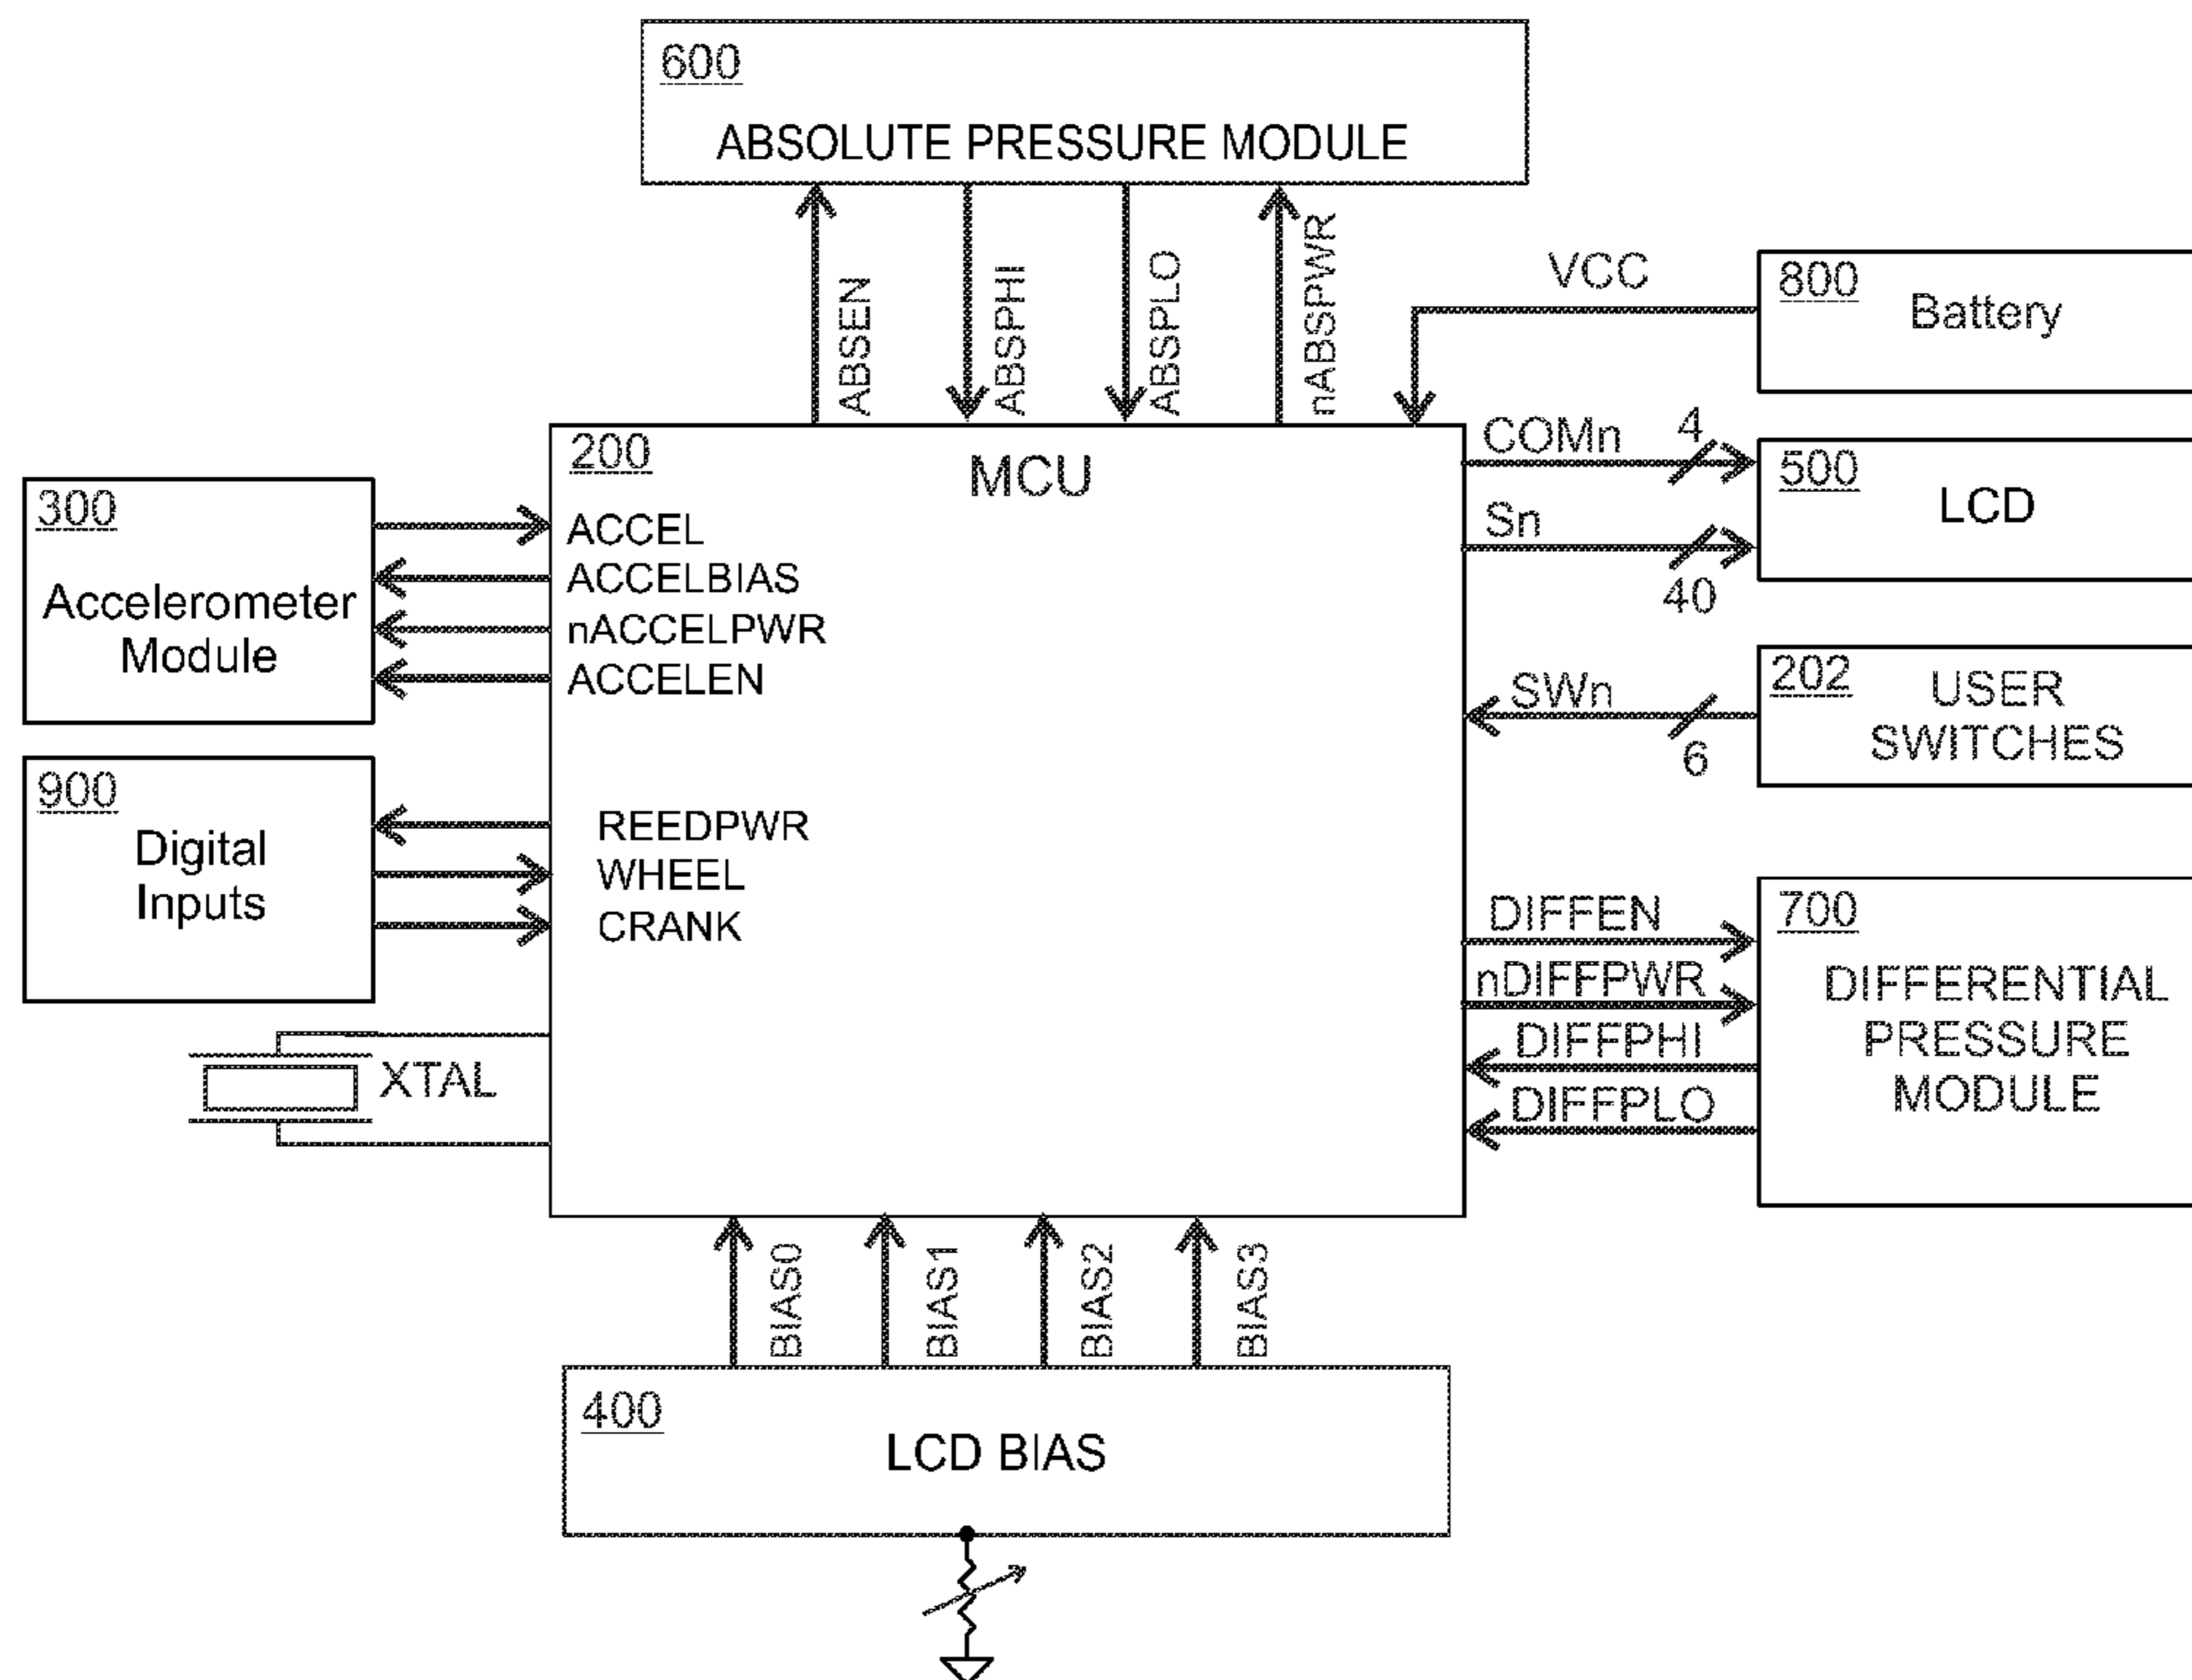 600
ABSOLUTE PRESSURE MODULE
ABSEN
ABSPHI
ABSPLO
nABSPWR
VCC
800
Battery
200
MCU
COMn
4
500
LCD
Sn
40
300
Accelerometer
Module
ACCEL
ACCELBIAS
nACCELPWR
ACCELEN
SWn
6
202
USER
SWITCHES
900
Digital
Inputs
REEDPWR
WHEEL
CRANK
DIFFEN
nDIFFPWR
DIFFPHI
DIFFPLO
700
DIFFERENTIAL
PRESSURE
MODULE
XTAL
BIAS0
BIAS1
BIAS2
BIAS3
400
LCD BIAS